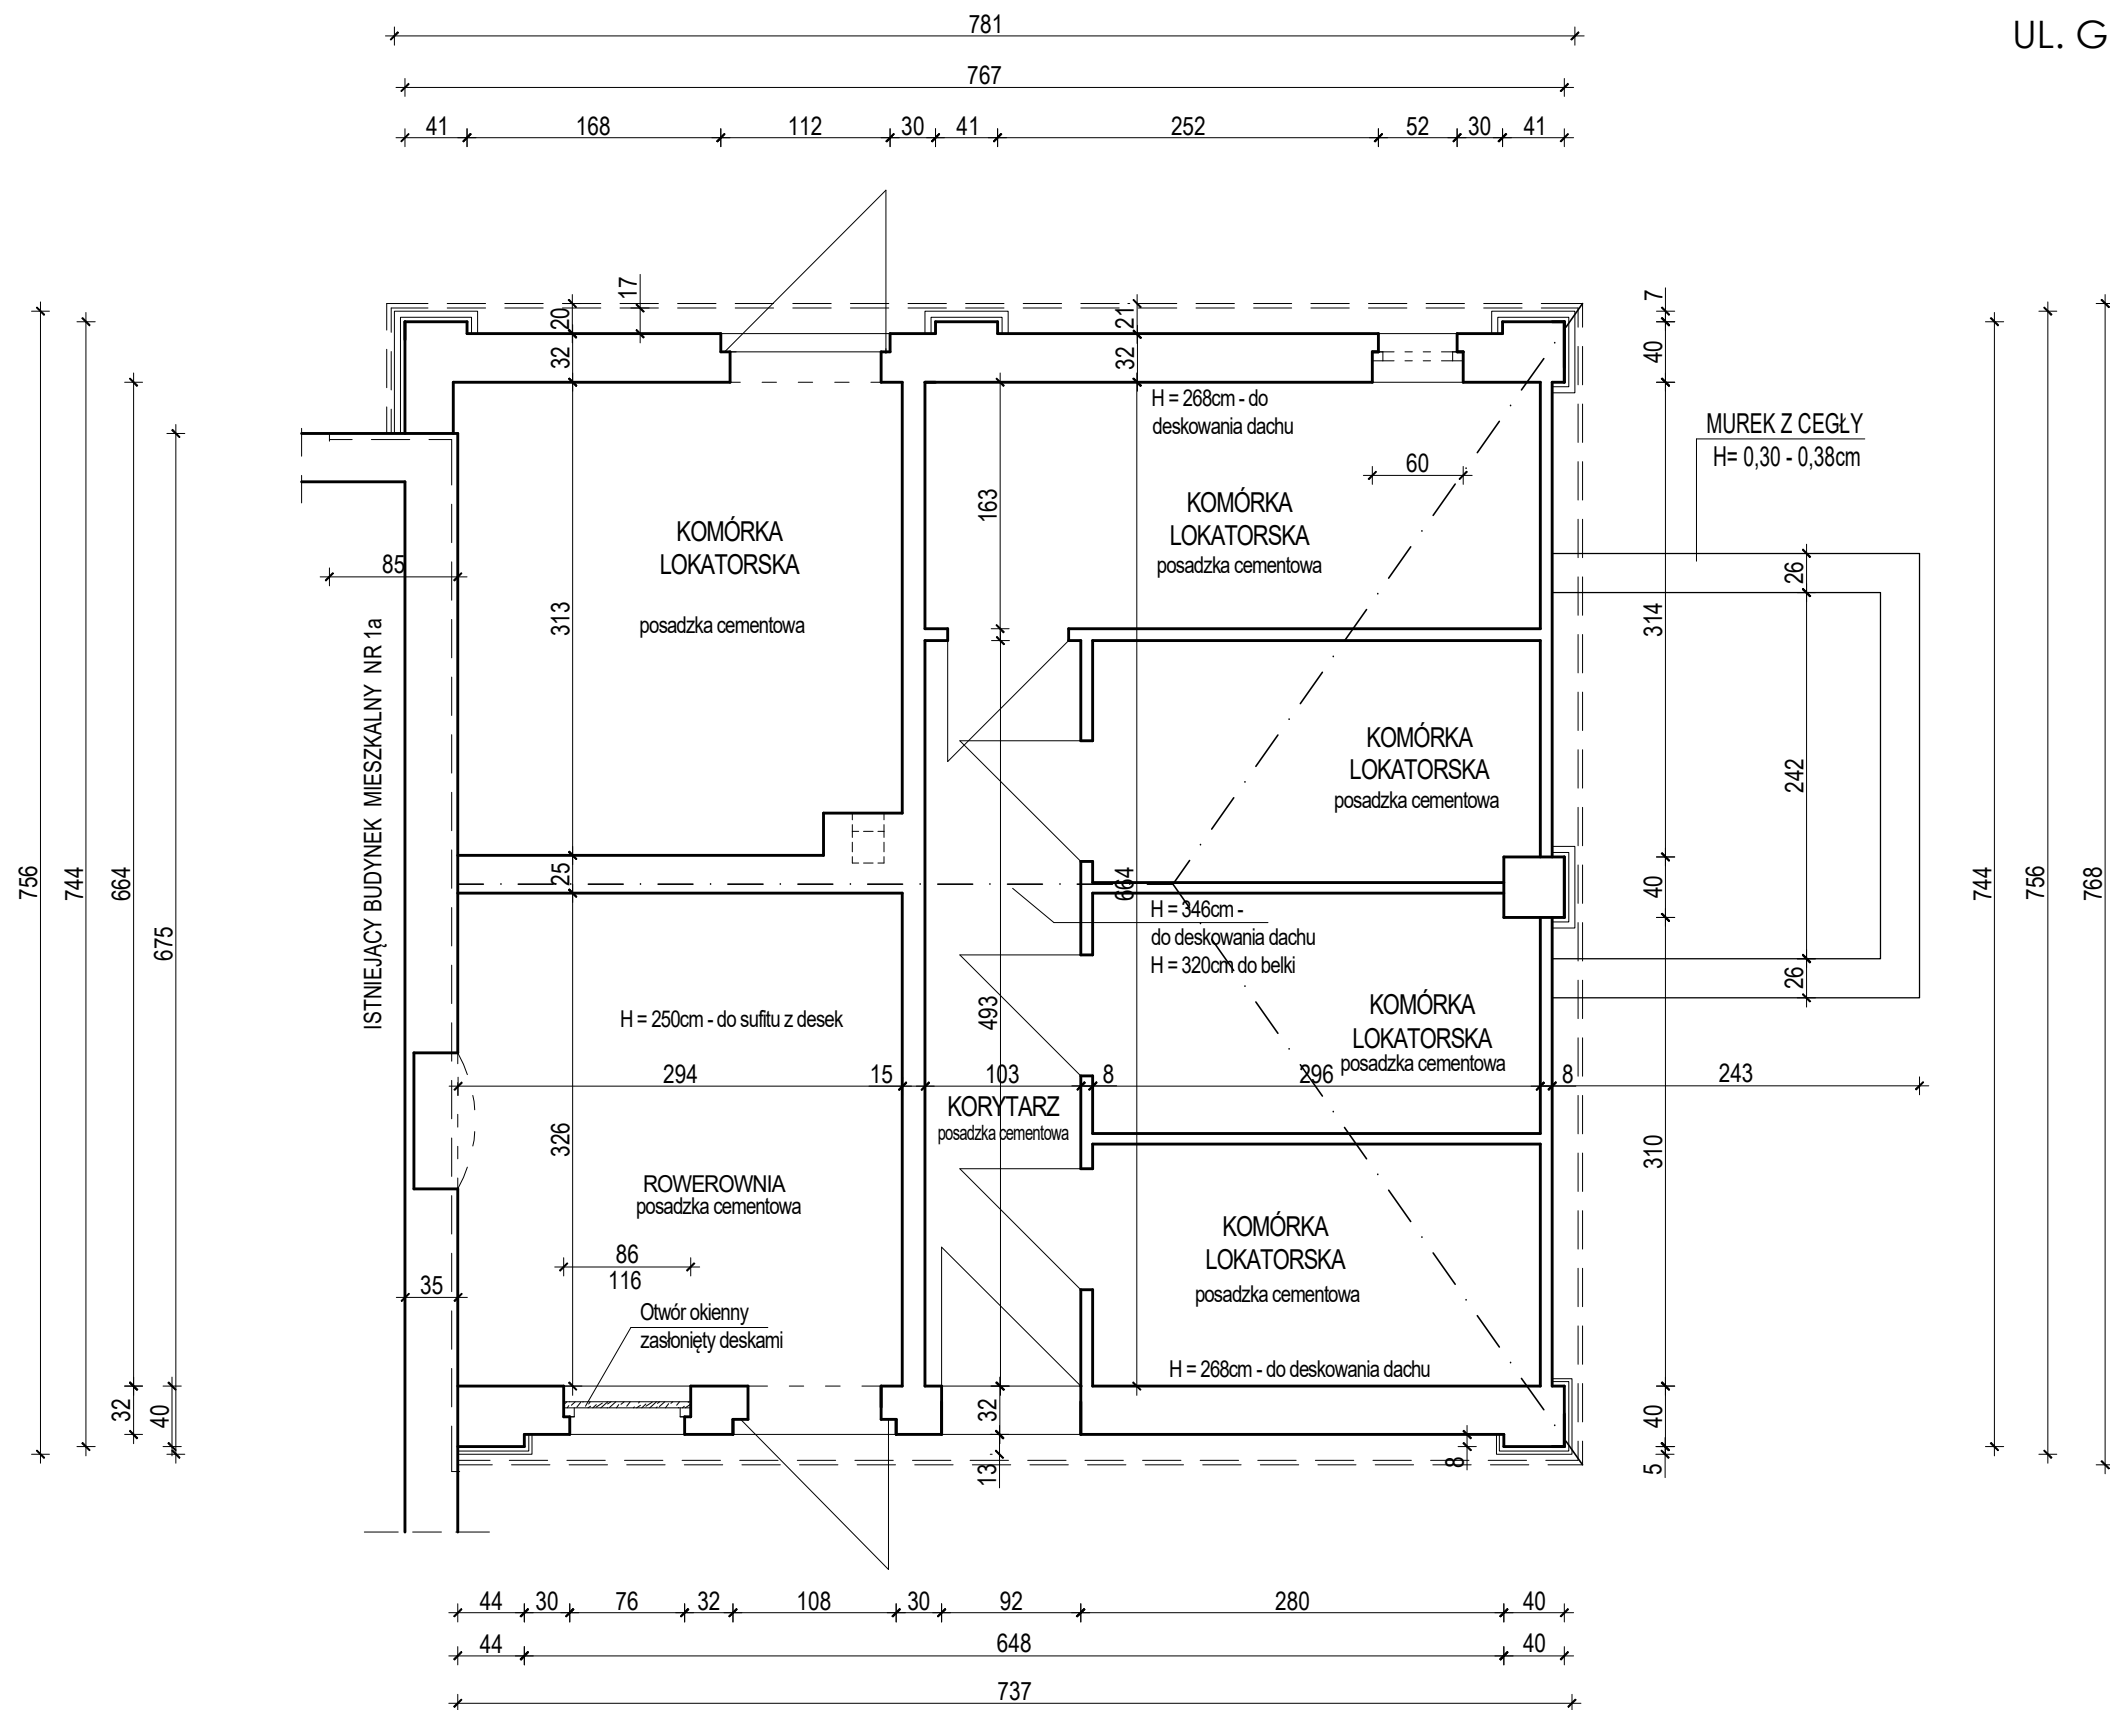 781
UL. G
767
41 168 112 30 41 252 52 30 41
17
7
20
21
32
32
40
H = 268cm - do
deskowania dachu
MUREK Z CEGŁY
H= 0,30 - 0,38cm
60
163
KOMÓRKA
LOKATORSKA
posadzka cementowa
KOMÓRKA
LOKATORSKA
posadzka cementowa
85
26
313
314
ISTNIEJĄCY BUDYNEK MIESZKALNY NR 1a
KOMÓRKA
LOKATORSKA
posadzka cementowa
242
756
744
664
675
25
664
40
744
756
768
H = 346cm -
do deskowania dachu
H = 320cm do belki
26
493
H = 250cm - do sufitu z desek
KOMÓRKA
LOKATORSKA
posadzka cementowa
294 15 103 8 296 8 243
KORYTARZ
posadzka cementowa
326
310
ROWEROWNIA
posadzka cementowa
86
116
35
KOMÓRKA
LOKATORSKA
posadzka cementowa
Otwór okienny
zasłonięty deskami
H = 268cm - do deskowania dachu
32
40
32
40
13
8
5
44 30 76 32 108 30 92 280 40
44 648 40
737